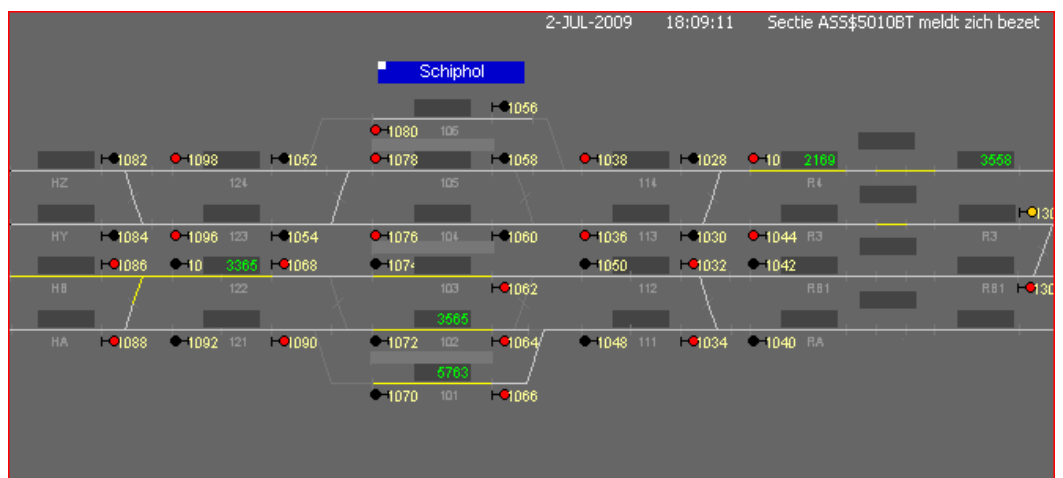 2-JUL-2009 18:09:11 Sectie ASS$5010BT meldt zich bezet
Schiphol
1056
1080 106
1082 1098 1052 1078 1058 1038 1028 10 2169 3558
HZ 124 105 114 R4
130
HY 1084 1096 123 1054 1076 104 1060 1036 113 1030 1044 R3 R3
1086 10 3365 1068 1074 1050 1032 1042
HB 122 103 1062 112 RB1 RB1 130
3565
HA 1088 1092 121 1090 1072 102 1064 1048 111 1034 1040 RA
5763
1070 101 1066